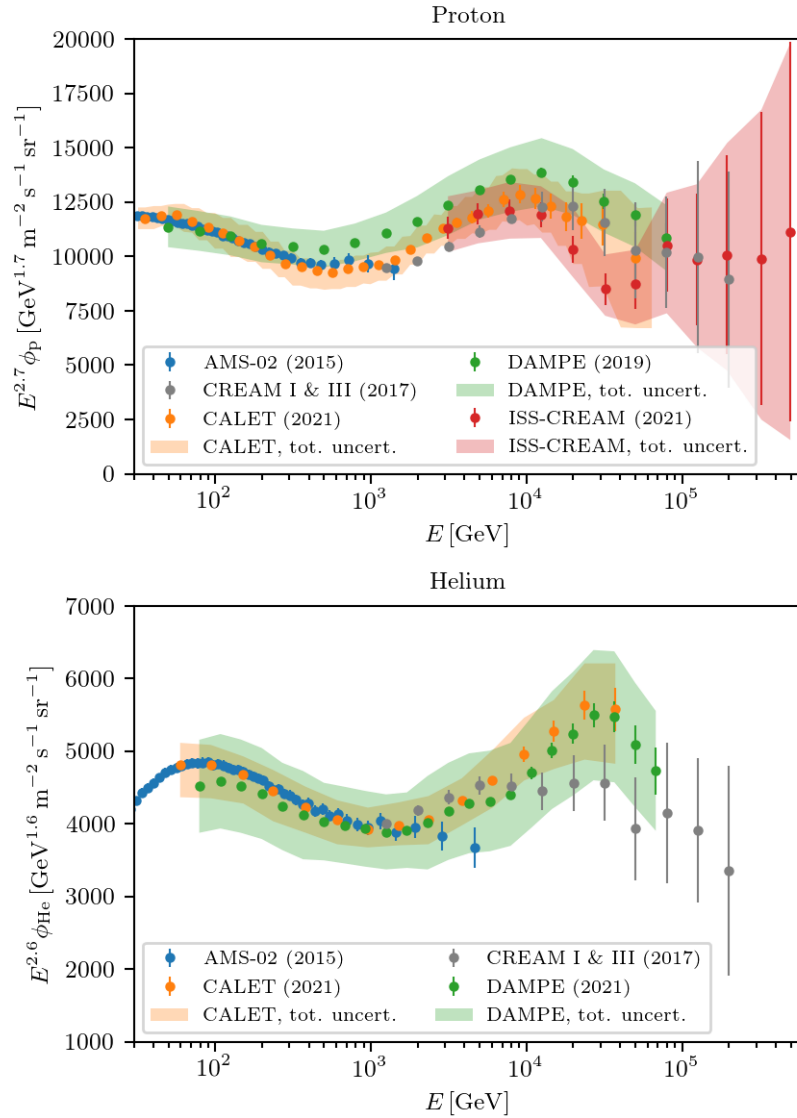 Proton
20000
17500
15000
12500
10000
7500
5000
2500
0
E^{2.7} ϕ_p [GeV^{1.7} m^{−2} s^{−1} sr^{−1}]
AMS-02 (2015)
CREAM I & III (2017)
CALET (2021)
CALET, tot. uncert.
DAMPE (2019)
DAMPE, tot. uncert.
ISS-CREAM (2021)
ISS-CREAM, tot. uncert.
10^2 10^3 10^4 10^5
E [GeV]
Helium
7000
6000
5000
4000
3000
2000
1000
E^{2.6} ϕ_{He} [GeV^{1.6} m^{−2} s^{−1} sr^{−1}]
AMS-02 (2015)
CALET (2021)
CALET, tot. uncert.
CREAM I & III (2017)
DAMPE (2021)
DAMPE, tot. uncert.
10^2 10^3 10^4 10^5
E [GeV]